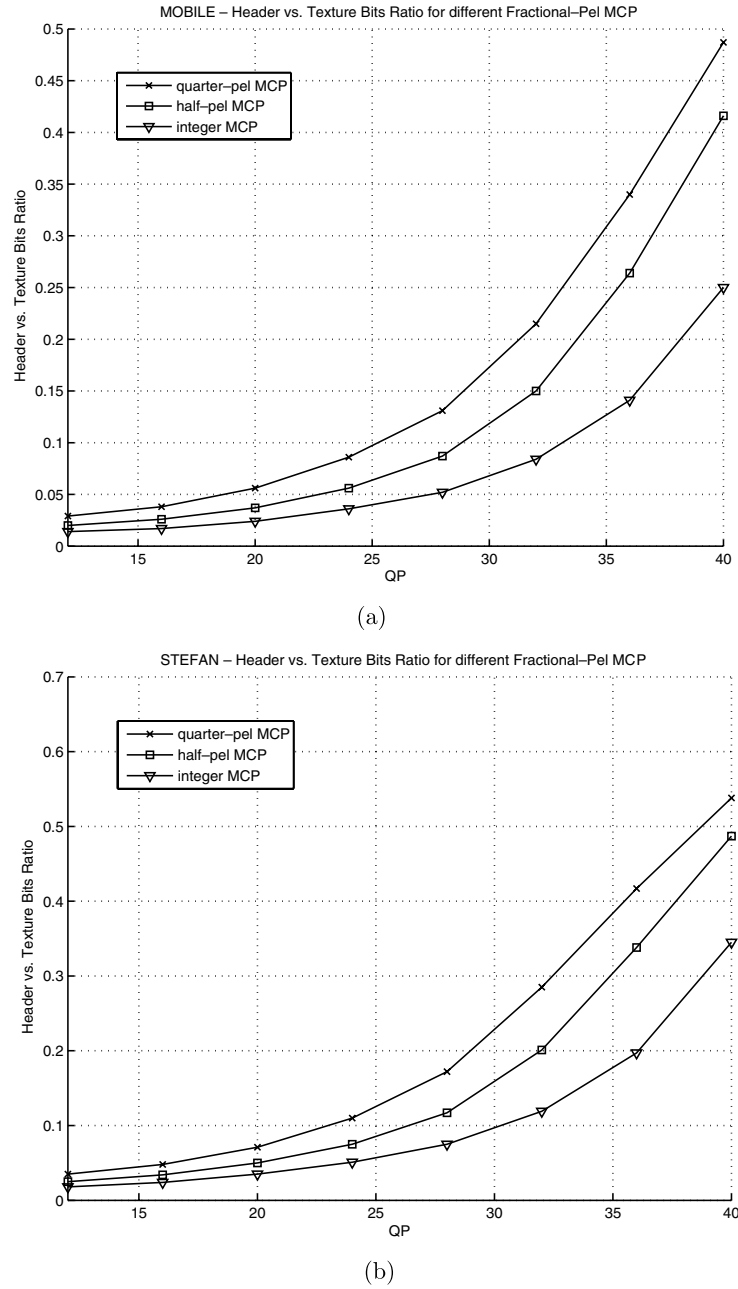 MOBILE – Header vs. Texture Bits Ratio for different Fractional–Pel MCP
0.5
0.45
0.4
0.35
0.3
0.25
0.2
0.15
0.1
0.05
0
Header vs. Texture Bits Ratio
quarter–pel MCP
half–pel MCP
integer MCP
15 20 25 30 35 40
QP
(a)
STEFAN – Header vs. Texture Bits Ratio for different Fractional–Pel MCP
0.7
0.6
0.5
0.4
0.3
0.2
0.1
0
Header vs. Texture Bits Ratio
quarter–pel MCP
half–pel MCP
integer MCP
15 20 25 30 35 40
QP
(b)